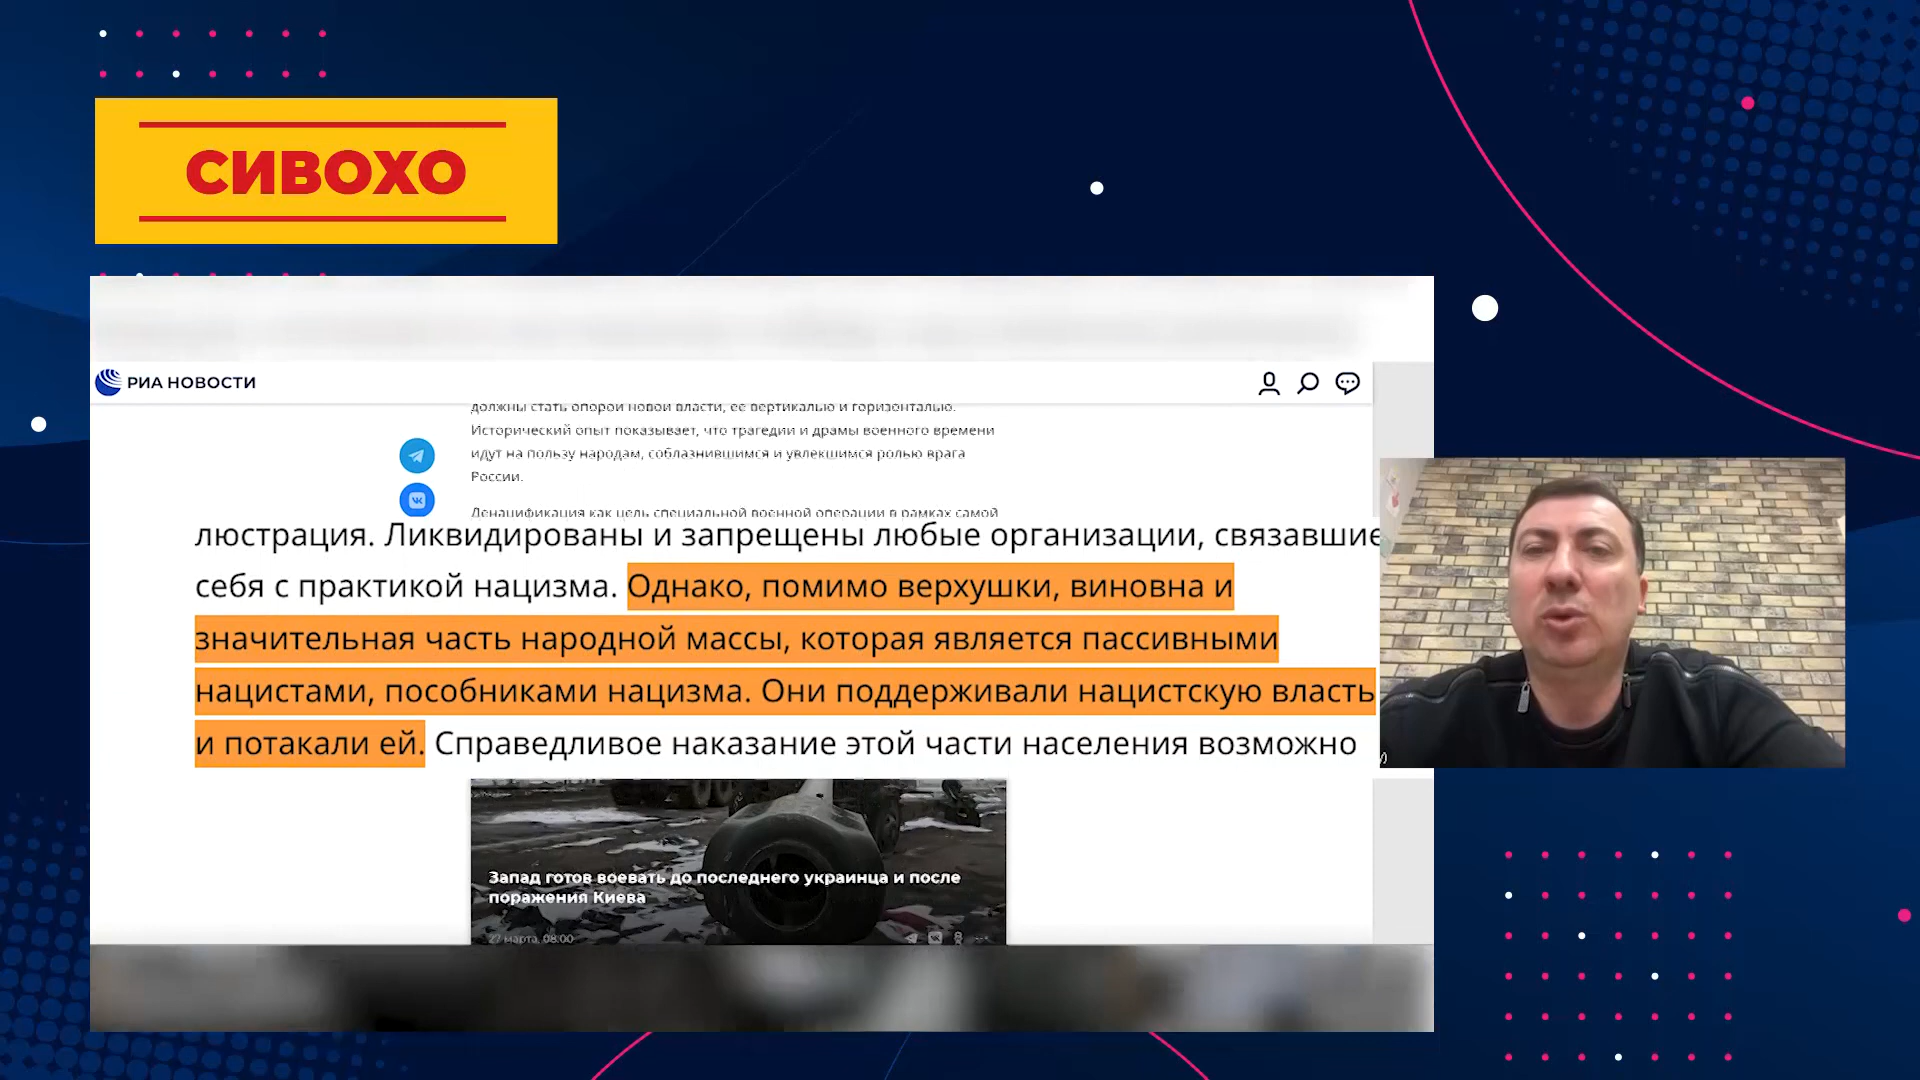 СИВОХО
РИА НОВОСТИ
должны стать опорой новой власти, ее вертикалью и горизонталью.
Исторический опыт показывает, что трагедии и драмы военного времени
идут на пользу народам, соблазнившимся и увлекшимся ролью врага
России.
Денацификация как цель специальной военной операции в рамках самой
люстрация. Ликвидированы и запрещены любые организации, связавшие
себя с практикой нацизма. Однако, помимо верхушки, виновна и
значительная часть народной массы, которая является пассивными
нацистами, пособниками нацизма. Они поддерживали нацистскую власть
и потакали ей. Справедливое наказание этой части населения возможно
Запад готов воевать до последнего украинца и после
поражения Киева
27 марта, 08:00